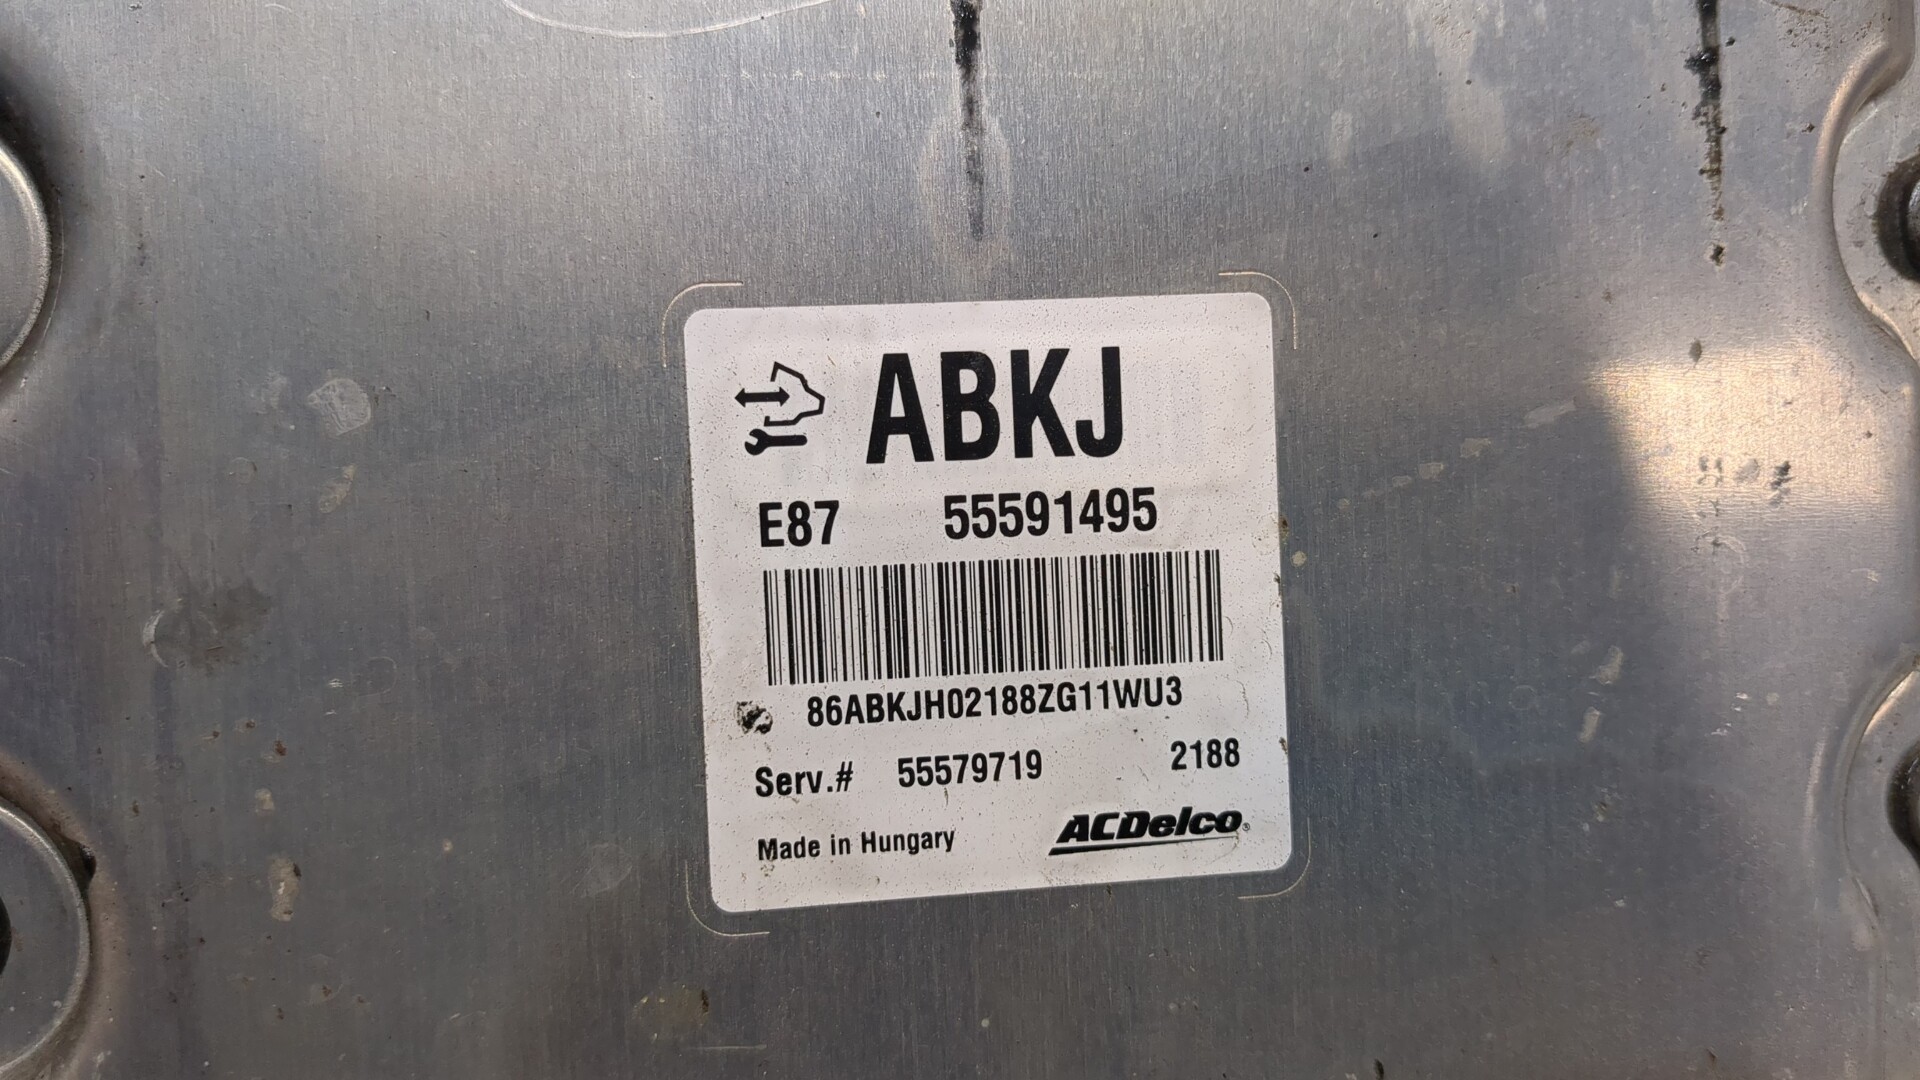 ABKJ
E87 55591495
86ABKJH02188ZG11WU3
Serv.# 55579719 2188
Made in Hungary ACDelco®